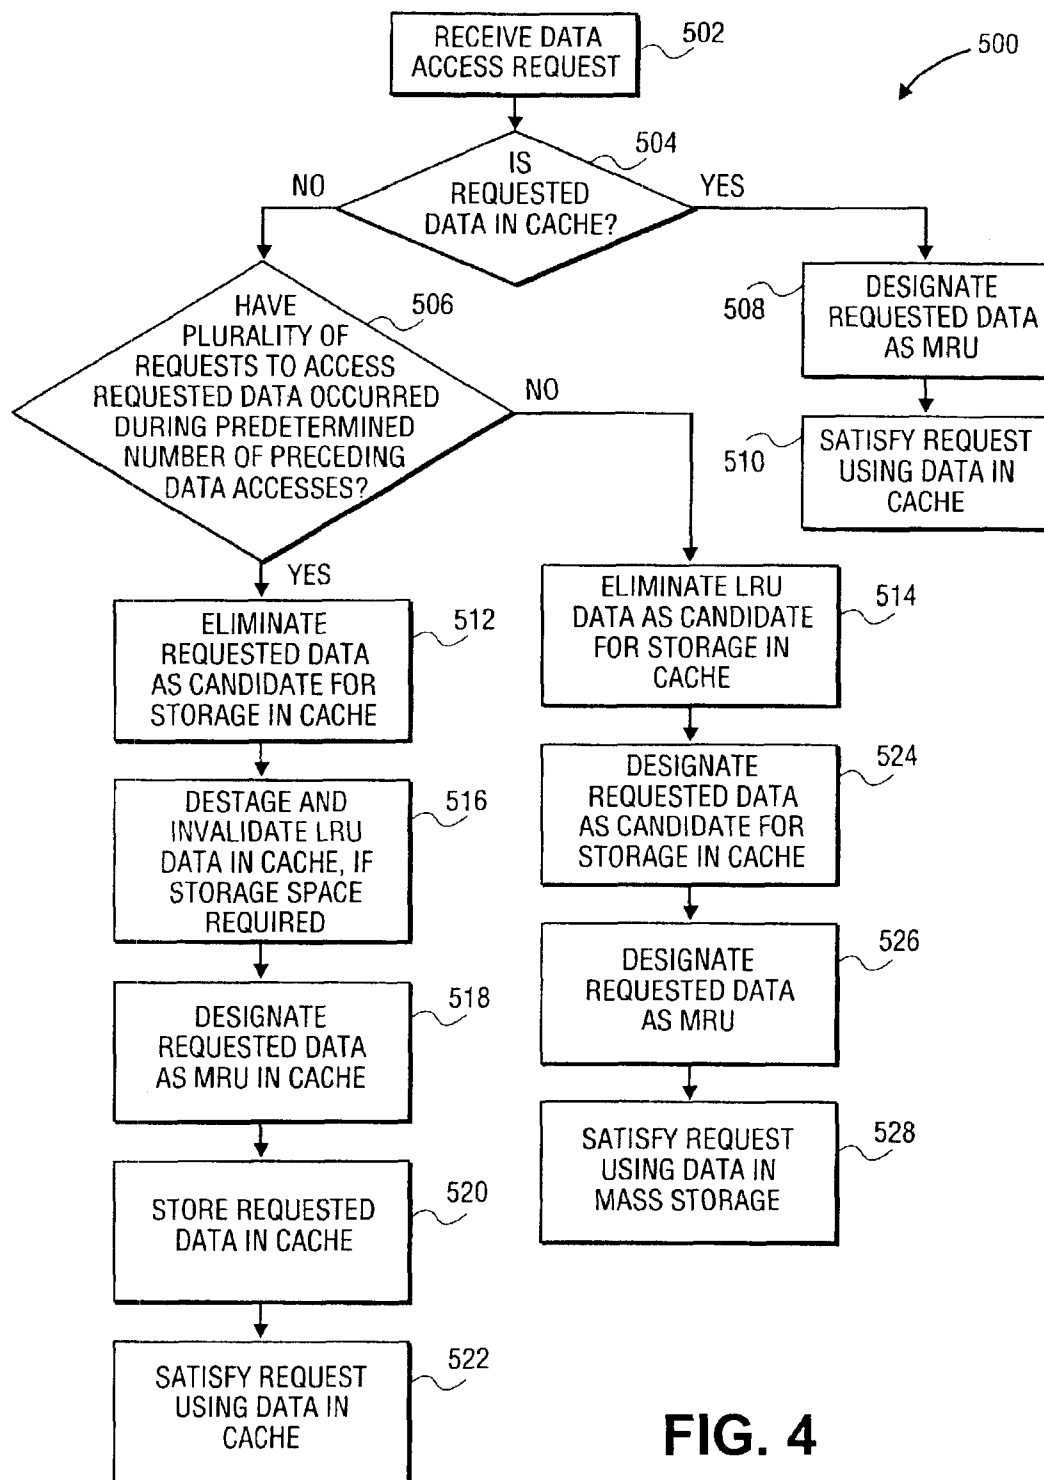 RECEIVE DATA
ACCESS REQUEST
502
500
IS
REQUESTED
DATA IN CACHE?
504
NO
YES
HAVE
PLURALITY OF
REQUESTS TO ACCESS
REQUESTED DATA OCCURRED
DURING PREDETERMINED
NUMBER OF PRECEDING
DATA ACCESSES?
506
NO
YES
508
DESIGNATE
REQUESTED DATA
AS MRU
510
SATISFY REQUEST
USING DATA IN
CACHE
ELIMINATE
REQUESTED DATA
AS CANDIDATE FOR
STORAGE IN CACHE
512
DESTAGE AND
INVALIDATE LRU
DATA IN CACHE, IF
STORAGE SPACE
REQUIRED
516
DESIGNATE
REQUESTED DATA
AS MRU IN CACHE
518
STORE REQUESTED
DATA IN CACHE
520
SATISFY REQUEST
USING DATA IN
CACHE
522
ELIMINATE LRU
DATA AS CANDIDATE
FOR STORAGE IN
CACHE
514
DESIGNATE
REQUESTED DATA
AS CANDIDATE FOR
STORAGE IN CACHE
524
DESIGNATE
REQUESTED DATA
AS MRU
526
SATISFY REQUEST
USING DATA IN
MASS STORAGE
528
FIG. 4